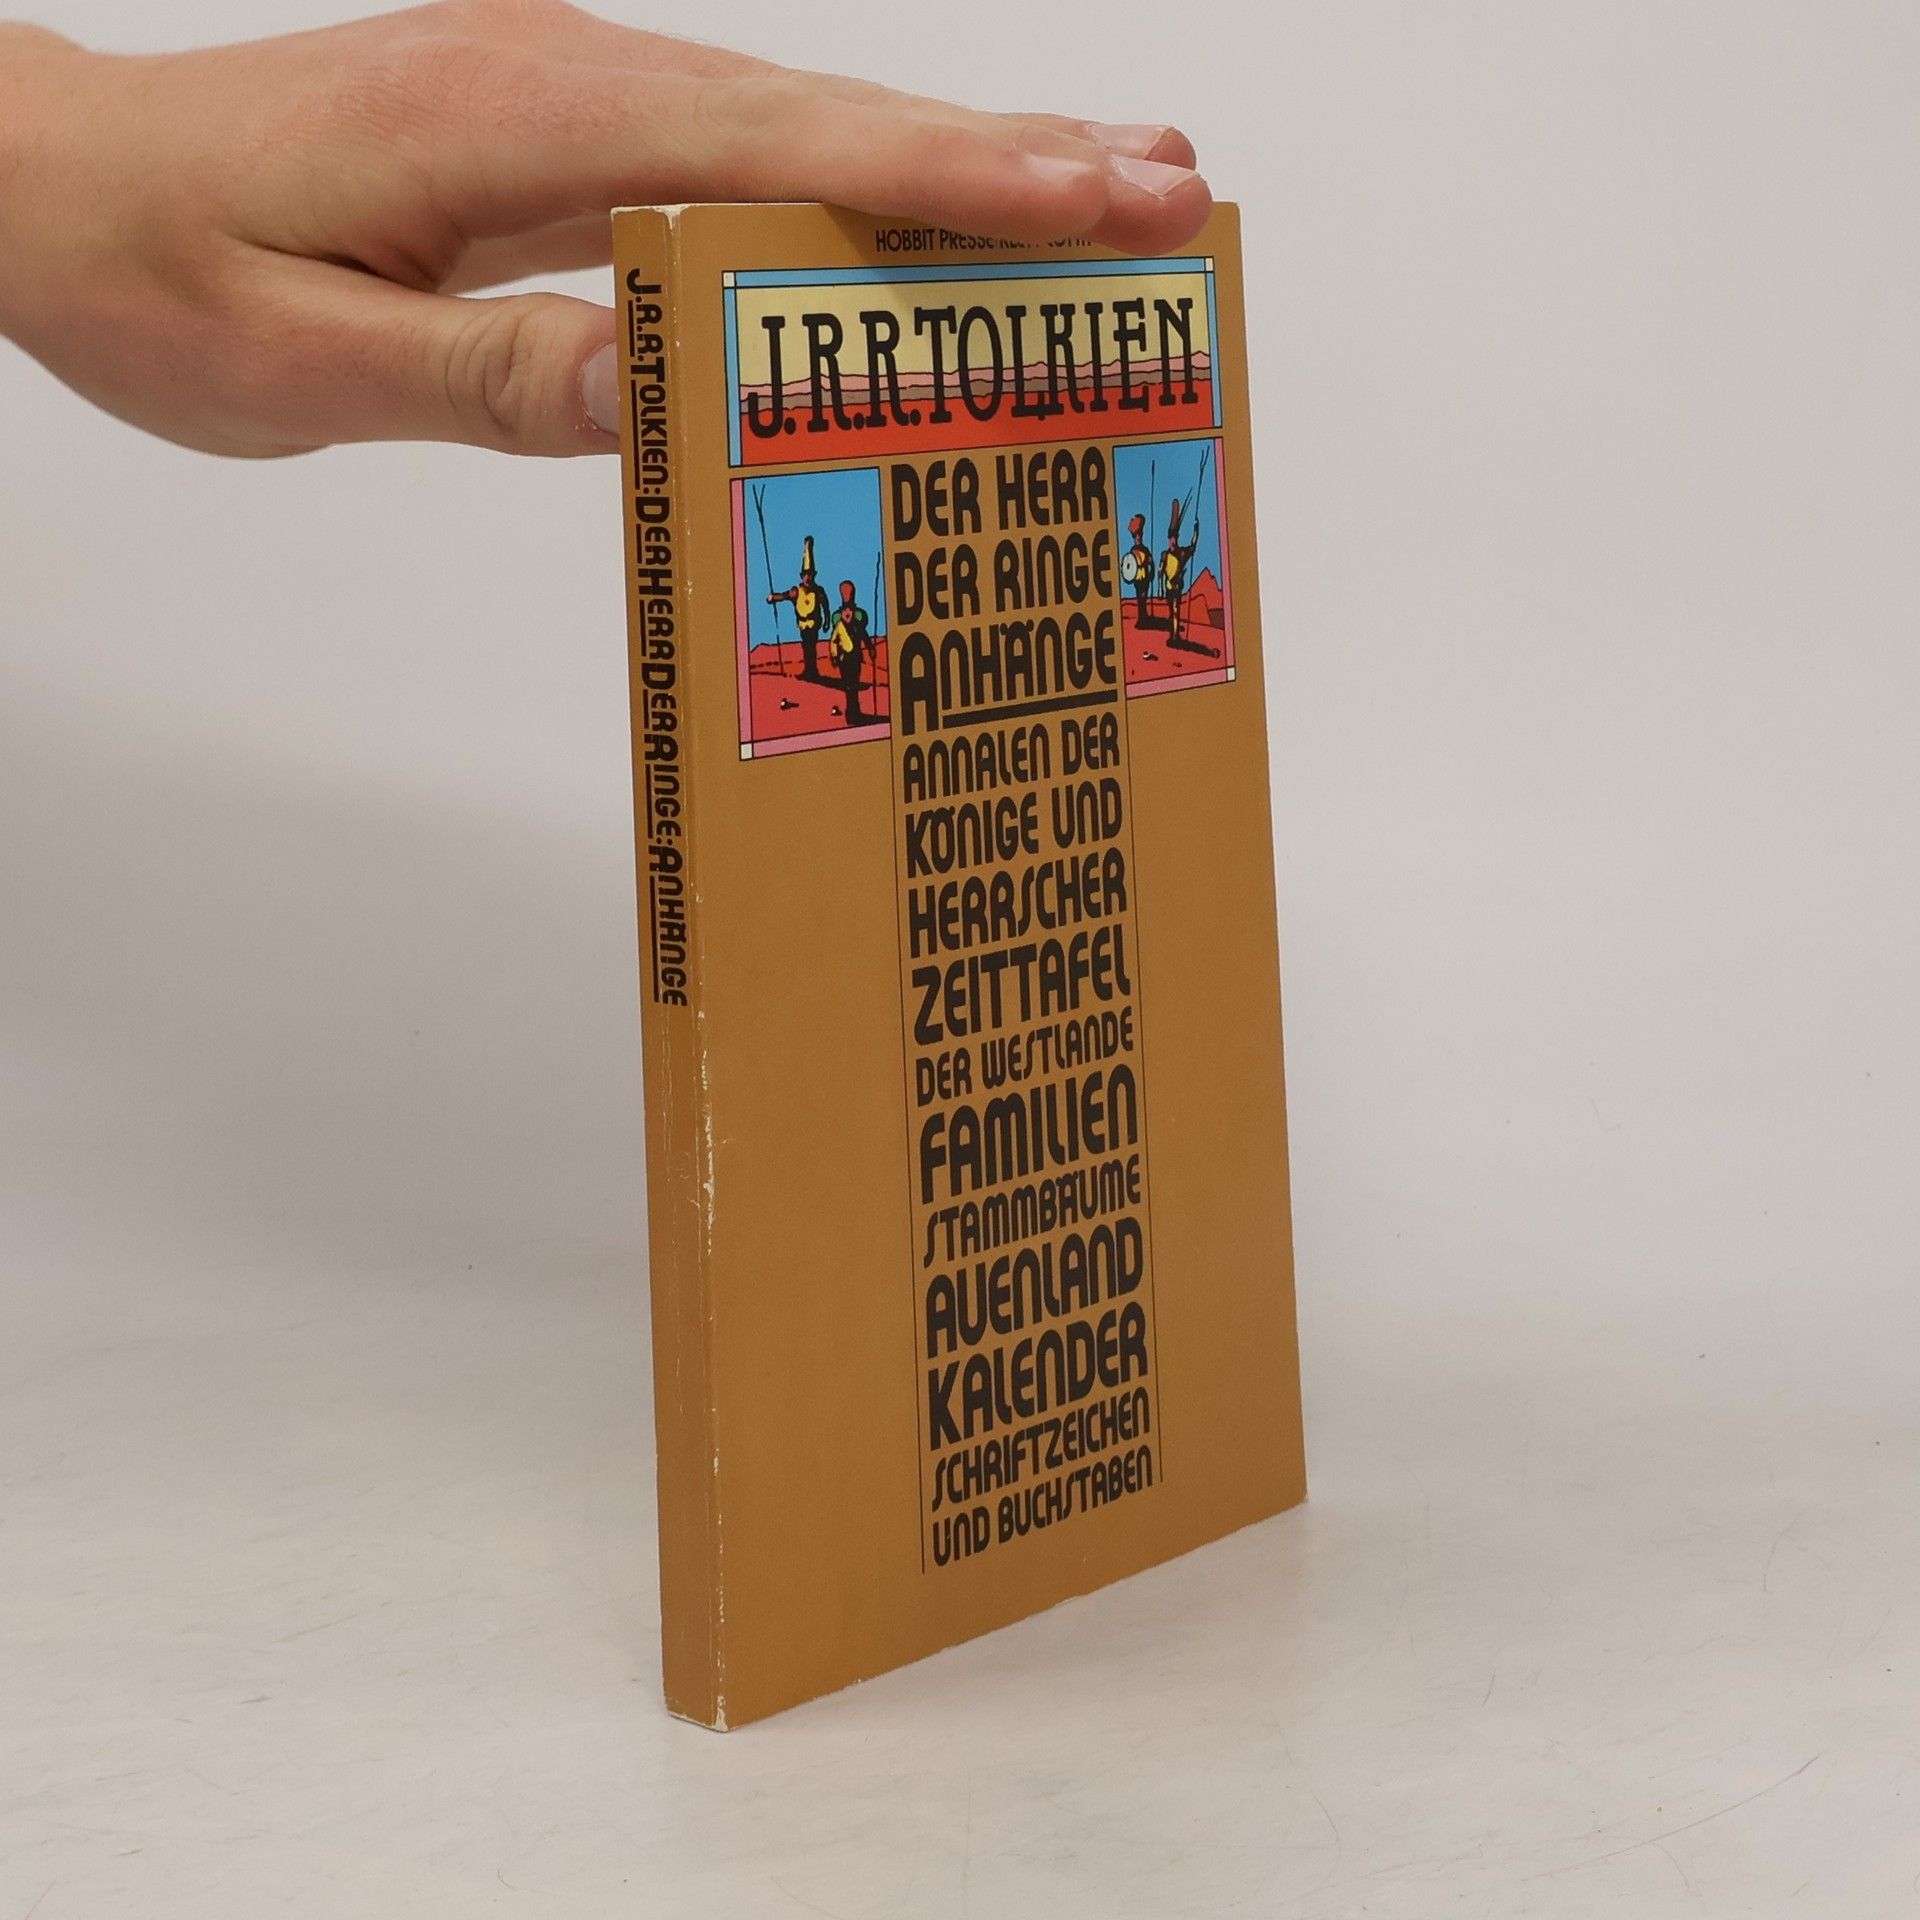 HOBBIT PRESSE
J.R.R. TOLKIEN
DER HERR
DER RINGE
ANHÄNGE
ANNALEN DER
KÖNIGE UND
HERRSCHER
ZEITTAFEL
DER WESTLANDE
FAMILIEN
STAMMBÄUME
AUENLAND
KALENDER
SCHRIFTZEICHEN
UND BUCHSTABEN
J.R.R.TOLKIEN:DER HERR DER RINGE:ANHÄNGE